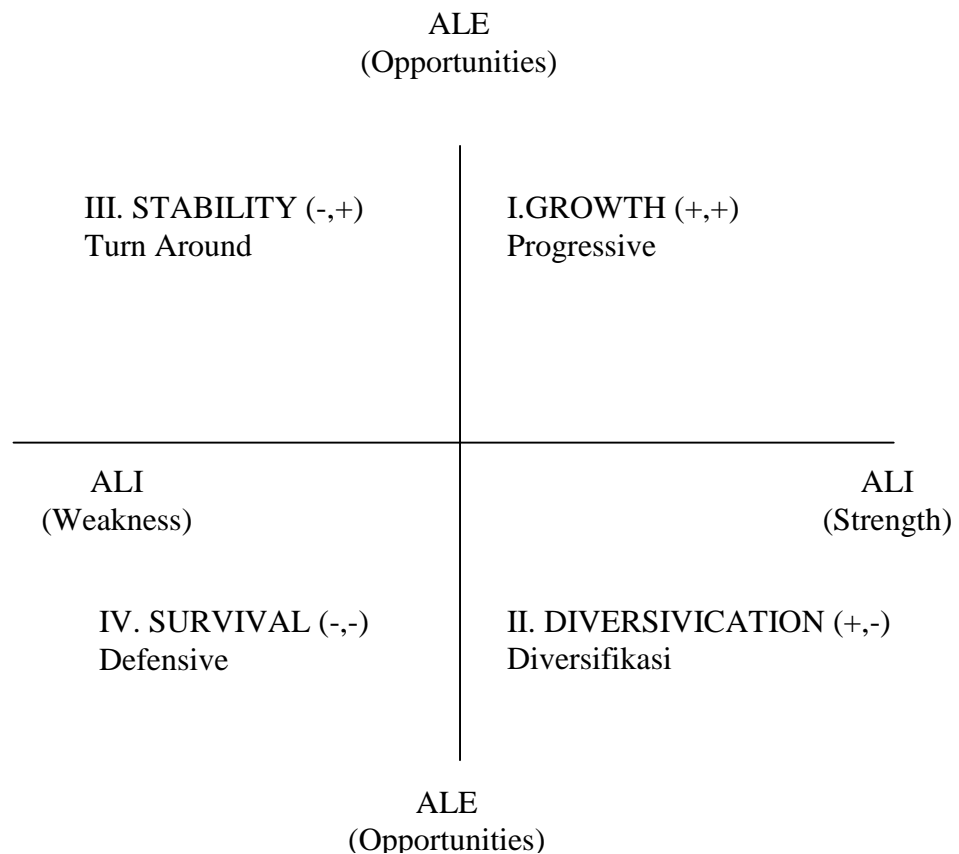 ALE
(Opportunities)
III. STABILITY (-,+)
Turn Around
I.GROWTH (+,+)
Progressive
ALI
(Weakness)
ALI
(Strength)
IV. SURVIVAL (-,-)
Defensive
II. DIVERSIVICATION (+,-)
Diversifikasi
ALE
(Opportunities)